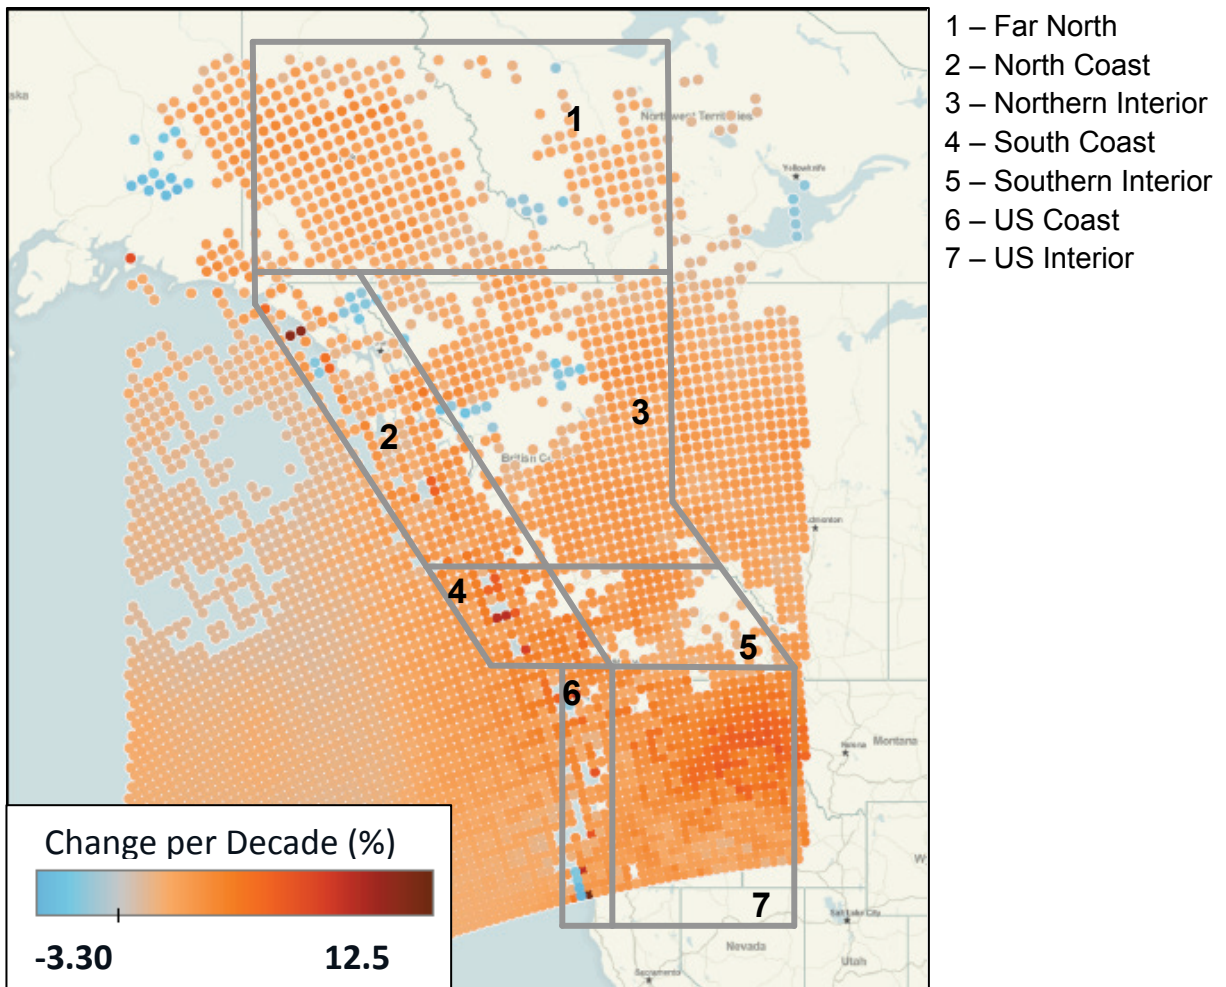 1 – Far North
2 – North Coast
3 – Northern Interior
4 – South Coast
5 – Southern Interior
6 – US Coast
7 – US Interior
ska
1
Northwest Territories
Yellowknife
3
2
British Co
4
5
6
Helena
Montana
Change per Decade (%)
-3.30
12.5
7
Salt Lake City
W
Nevada
Utah
Sacramento